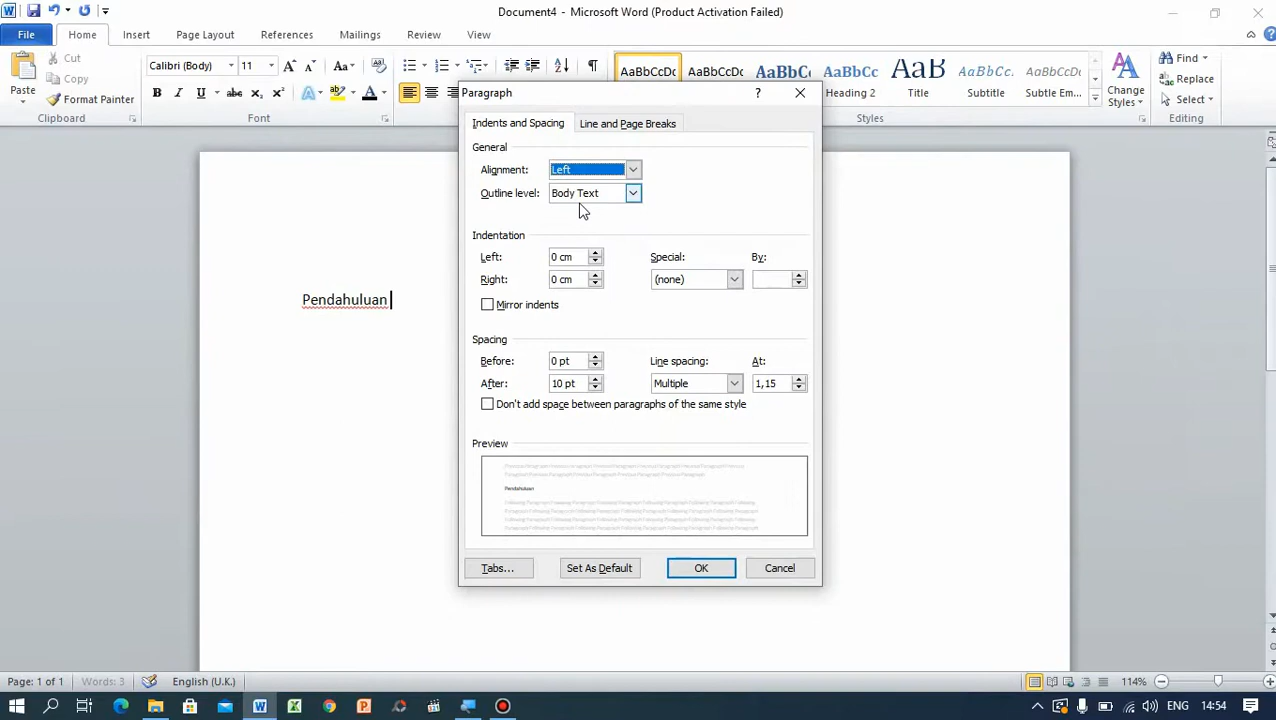 Document4 - Microsoft Word (Product Activation Failed)
File Home Insert Page Layout References Mailings Review View
Paste
Cut
Copy
Format Painter
Clipboard
Calibri (Body) 11
Font
AaBbCcDc AaBbCcDc AaBbCc AaBbCc AaB AaBbCc. AaBbCcDc
Heading 2 Title Subtitle Subtle Em...
Change Styles
Styles
Find
Replace
Select
Editing
Paragraph
Indents and Spacing
Line and Page Breaks
General
Alignment: Left
Outline level: Body Text
Indentation
Left: 0 cm Special: By:
Right: 0 cm (none)
Mirror indents
Spacing
Before: 0 pt Line spacing: At:
After: 10 pt Multiple 1,15
Don't add space between paragraphs of the same style
Preview
Pendahuluan
Tabs... Set As Default OK Cancel
Pendahuluan
Page: 1 of 1 Words: 3 English (U.K.) 114%
ENG 14:54